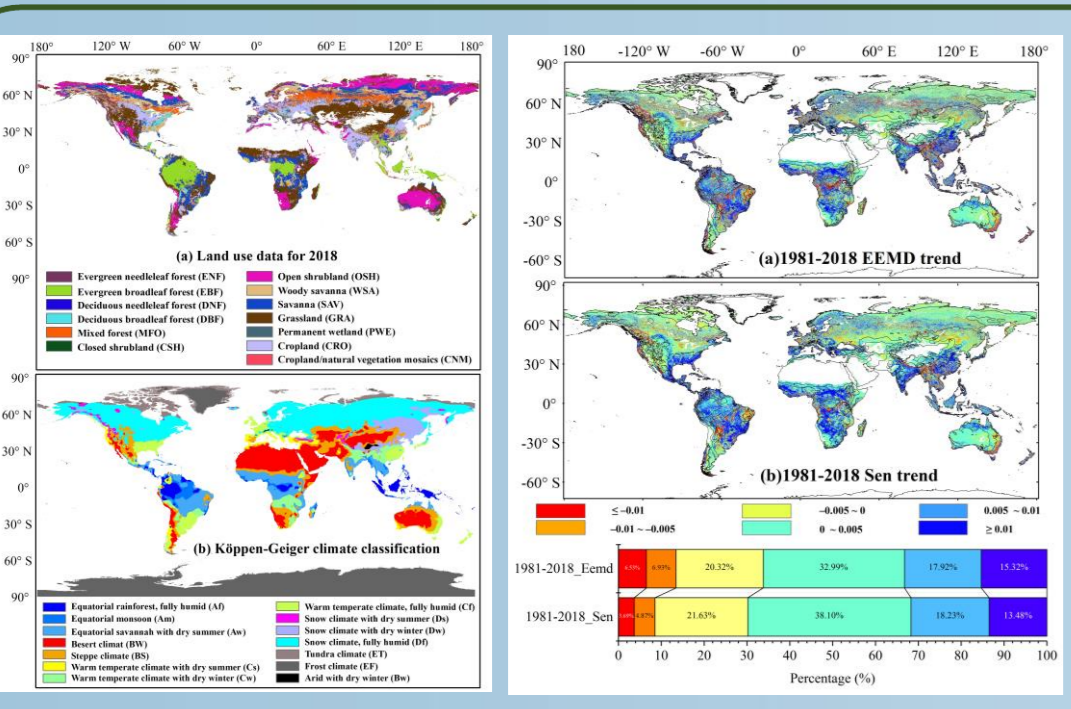 180° 120° W 60° W 0° 60° E 120° E 180°
90°
60° N
30° N
0°
30° S
60° S
90°
(a) Land use data for 2018
Evergreen needleleaf forest (ENF)
Evergreen broadleaf forest (EBF)
Deciduous needleleaf forest (DNF)
Deciduous broadleaf forest (DBF)
Mixed forest (MFO)
Closed shrubland (CSH)
Open shrubland (OSH)
Woody savanna (WSA)
Savanna (SAV)
Grassland (GRA)
Permanent wetland (PWE)
Cropland (CRO)
Cropland/natural vegetation mosaics (CNM)
90°
60° N
30° N
0°
30° S
60° S
90°
(b) Köppen-Geiger climate classification
Equatorial rainforest, fully humid (Af)
Equatorial monsoon (Am)
Equatorial savannah with dry summer (Aw)
Besert climat (BW)
Steppe climate (BS)
Warm temperate climate with dry summer (Cs)
Warm temperate climate with dry winter (Cw)
Warm temperate climate, fully humid (Cf)
Snow climate with dry summer (Ds)
Snow climate with dry winter (Dw)
Snow climate, fully humid (Df)
Tundra climate (ET)
Frost climate (EF)
Arid with dry winter (Bw)
180 -120° W -60° W 0° 60° E 120° E 180°
90°
60° N
30° N
0°
-30° S
-60° S
(a)1981-2018 EEMD trend
90°
60° N
30° N
0°
-30° S
-60° S
(b)1981-2018 Sen trend
≤ -0.01
-0.01 ~ -0.005
-0.005 ~ 0
0 ~ 0.005
0.005 ~ 0.01
≥ 0.01
1981-2018_Eemd
6.93% 20.32% 32.99% 17.92% 15.32%
1981-2018_Sen
4.87% 21.63% 38.10% 18.23% 13.48%
0 10 20 30 40 50 60 70 80 90 100
Percentage (%)